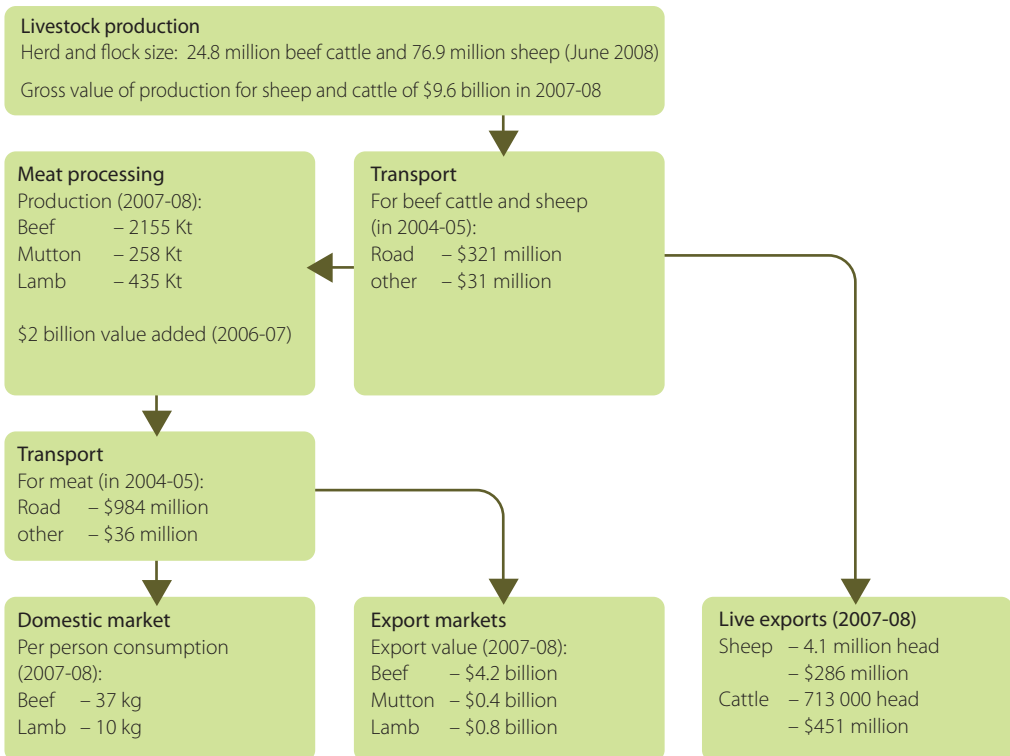 Livestock production
Herd and flock size: 24.8 million beef cattle and 76.9 million sheep (June 2008)
Gross value of production for sheep and cattle of $9.6 billion in 2007-08
Meat processing
Production (2007-08):
Beef – 2155 Kt
Mutton – 258 Kt
Lamb – 435 Kt
$2 billion value added (2006-07)
Transport
For beef cattle and sheep
(in 2004-05):
Road – $321 million
other – $31 million
Transport
For meat (in 2004-05):
Road – $984 million
other – $36 million
Domestic market
Per person consumption
(2007-08):
Beef – 37 kg
Lamb – 10 kg
Export markets
Export value (2007-08):
Beef – $4.2 billion
Mutton – $0.4 billion
Lamb – $0.8 billion
Live exports (2007-08)
Sheep – 4.1 million head
– $286 million
Cattle – 713 000 head
– $451 million